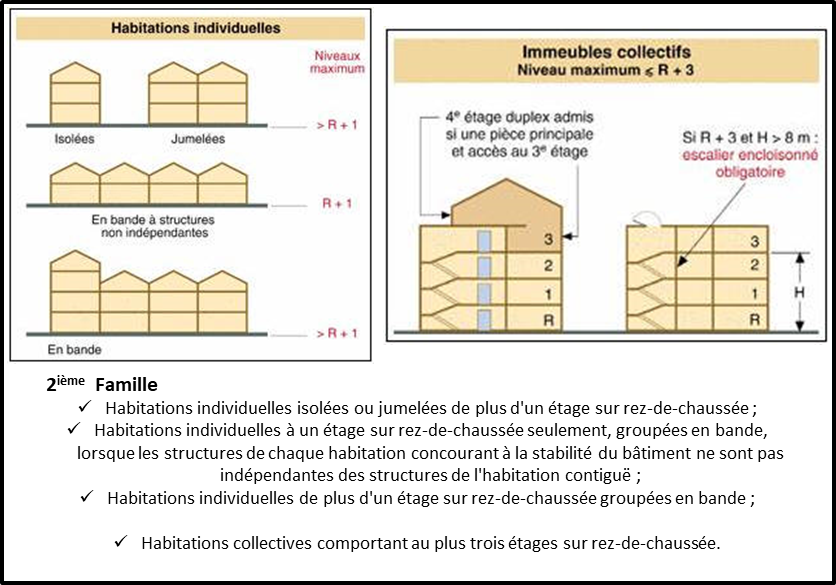 Habitations individuelles
Niveaux
maximum
> R + 1
Isolées
Jumelées
R + 1
En bande à structures
non indépendantes
> R + 1
En bande
Immeubles collectifs
Niveau maximum ⩽ R + 3
4e étage duplex admis
si une pièce principale
et accès au 3e étage
Si R + 3 et H > 8 m :
escalier encloisonné
obligatoire
3
2
1
R
3
2
1
R
H
2ième Famille
✓ Habitations individuelles isolées ou jumelées de plus d'un étage sur rez-de-chaussée ;
✓ Habitations individuelles à un étage sur rez-de-chaussée seulement, groupées en bande,
lorsque les structures de chaque habitation concourant à la stabilité du bâtiment ne sont pas
indépendantes des structures de l'habitation contiguë ;
✓ Habitations individuelles de plus d'un étage sur rez-de-chaussée groupées en bande ;
✓ Habitations collectives comportant au plus trois étages sur rez-de-chaussée.